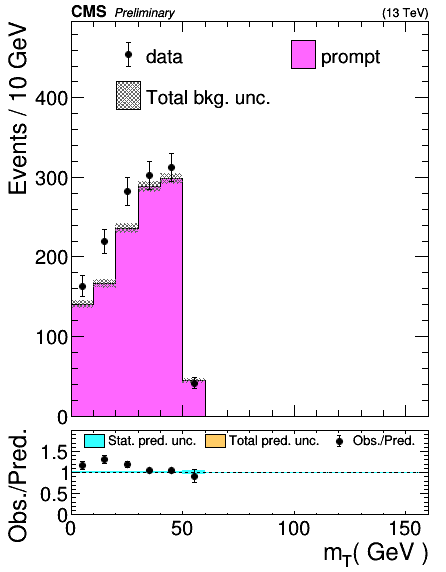 CMS Preliminary (13 TeV)
data
prompt
Total bkg. unc.
Events / 10 GeV
400
300
200
100
0
Stat. pred. unc. Total pred. unc. Obs./Pred.
Obs./Pred.
1.5
1
0.5
0
0 50 100 150
m_T( GeV )